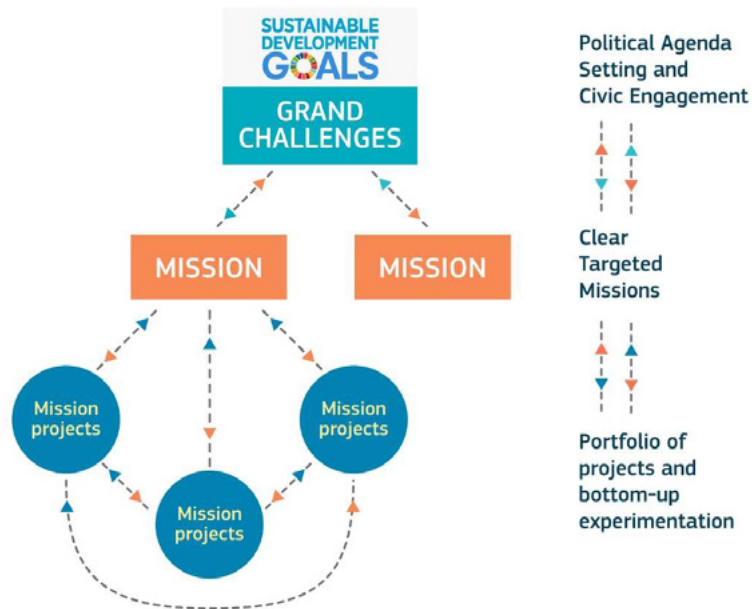 SUSTAINABLE
DEVELOPMENT
GOALS
GRAND
CHALLENGES
MISSION
MISSION
Mission
projects
Mission
projects
Mission
projects
Political Agenda
Setting and
Civic Engagement
Clear
Targeted
Missions
Portfolio of
projects and
bottom-up
experimentation